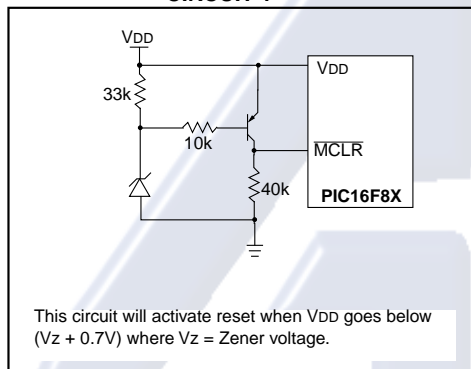 VDD
VDD
33k
10k
MCLR
40k
PIC16F8X
This circuit will activate reset when VDD goes below
(Vz + 0.7V) where Vz = Zener voltage.